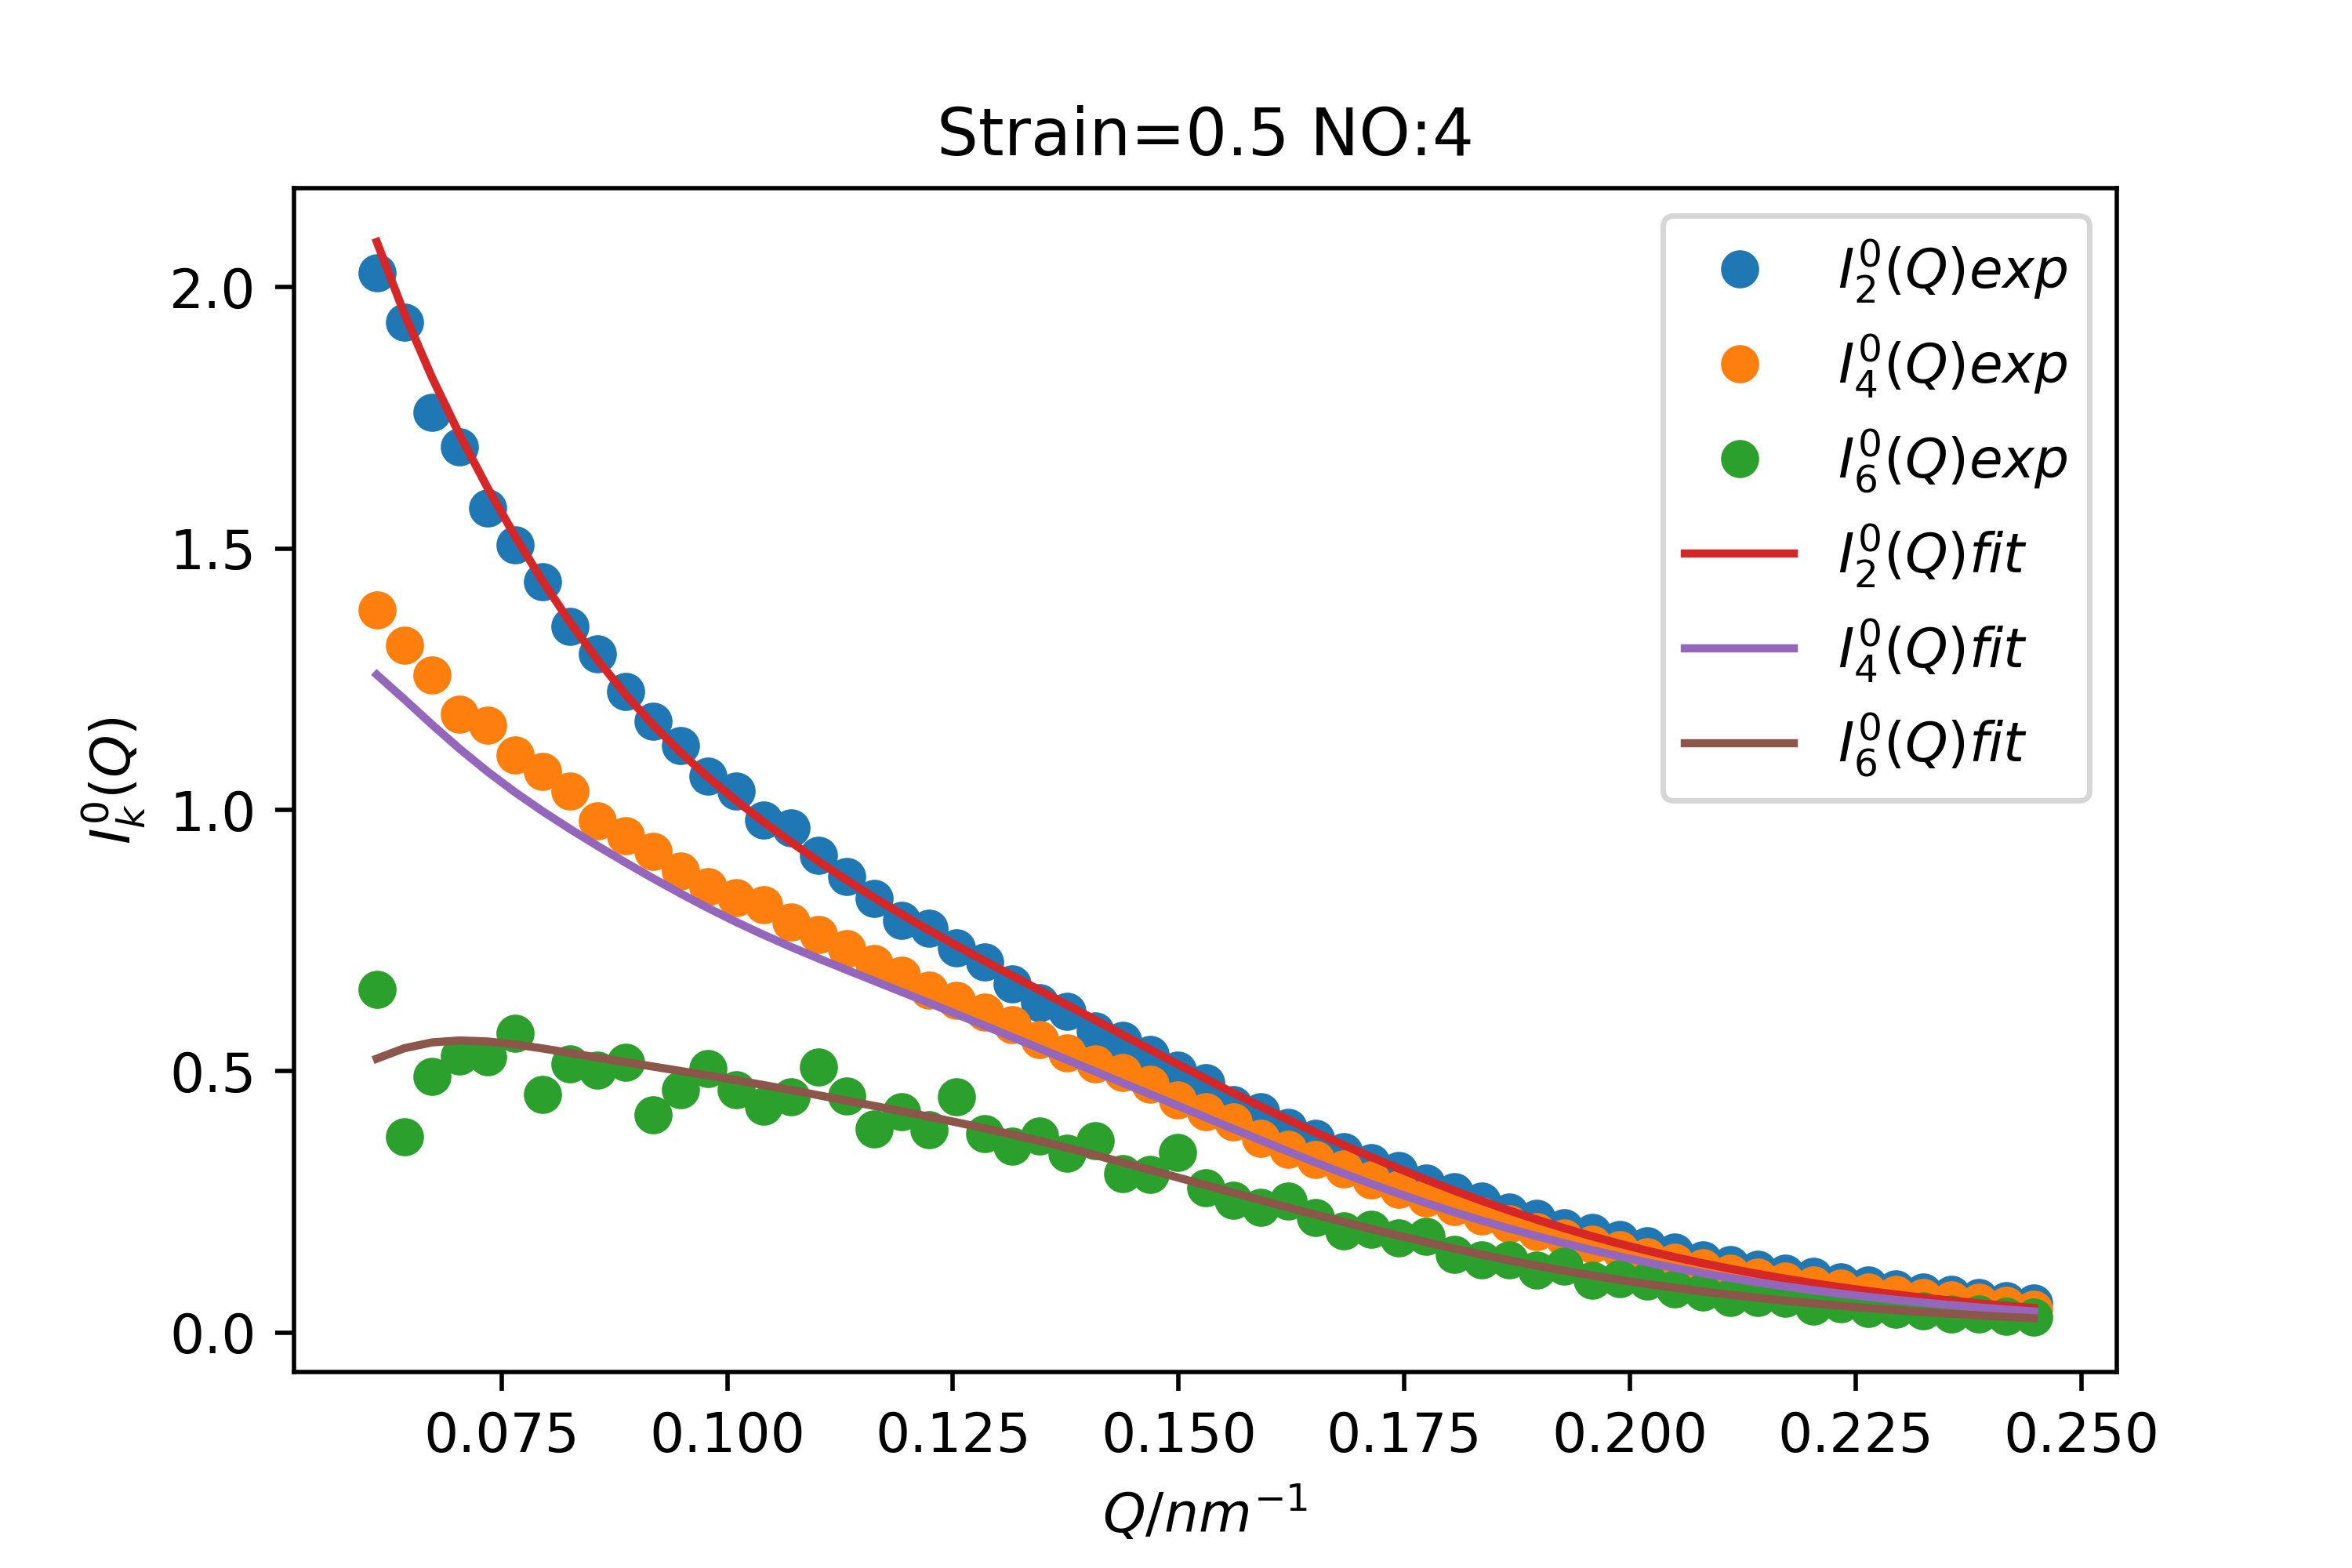 Strain=0.5 NO:4
2.0
1.5
1.0
0.5
0.0
I_k^0(Q)
I_2^0(Q)exp
I_4^0(Q)exp
I_6^0(Q)exp
I_2^0(Q)fit
I_4^0(Q)fit
I_6^0(Q)fit
0.075 0.100 0.125 0.150 0.175 0.200 0.225 0.250
Q/nm^{-1}